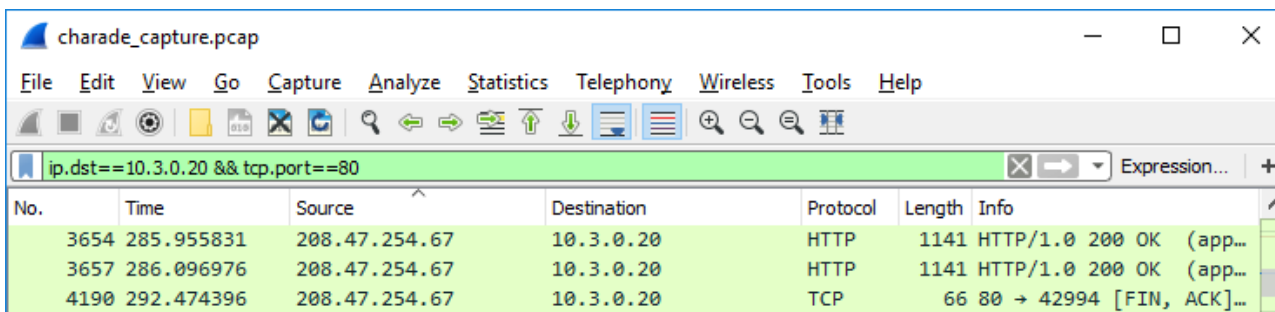 charade_capture.pcap
File Edit View Go Capture Analyze Statistics Telephony Wireless Tools Help
ip.dst==10.3.0.20 && tcp.port==80 Expression... +
No. Time Source Destination Protocol Length Info
3654 285.955831 208.47.254.67 10.3.0.20 HTTP 1141 HTTP/1.0 200 OK (app…
3657 286.096976 208.47.254.67 10.3.0.20 HTTP 1141 HTTP/1.0 200 OK (app…
4190 292.474396 208.47.254.67 10.3.0.20 TCP 66 80 → 42994 [FIN, ACK]…